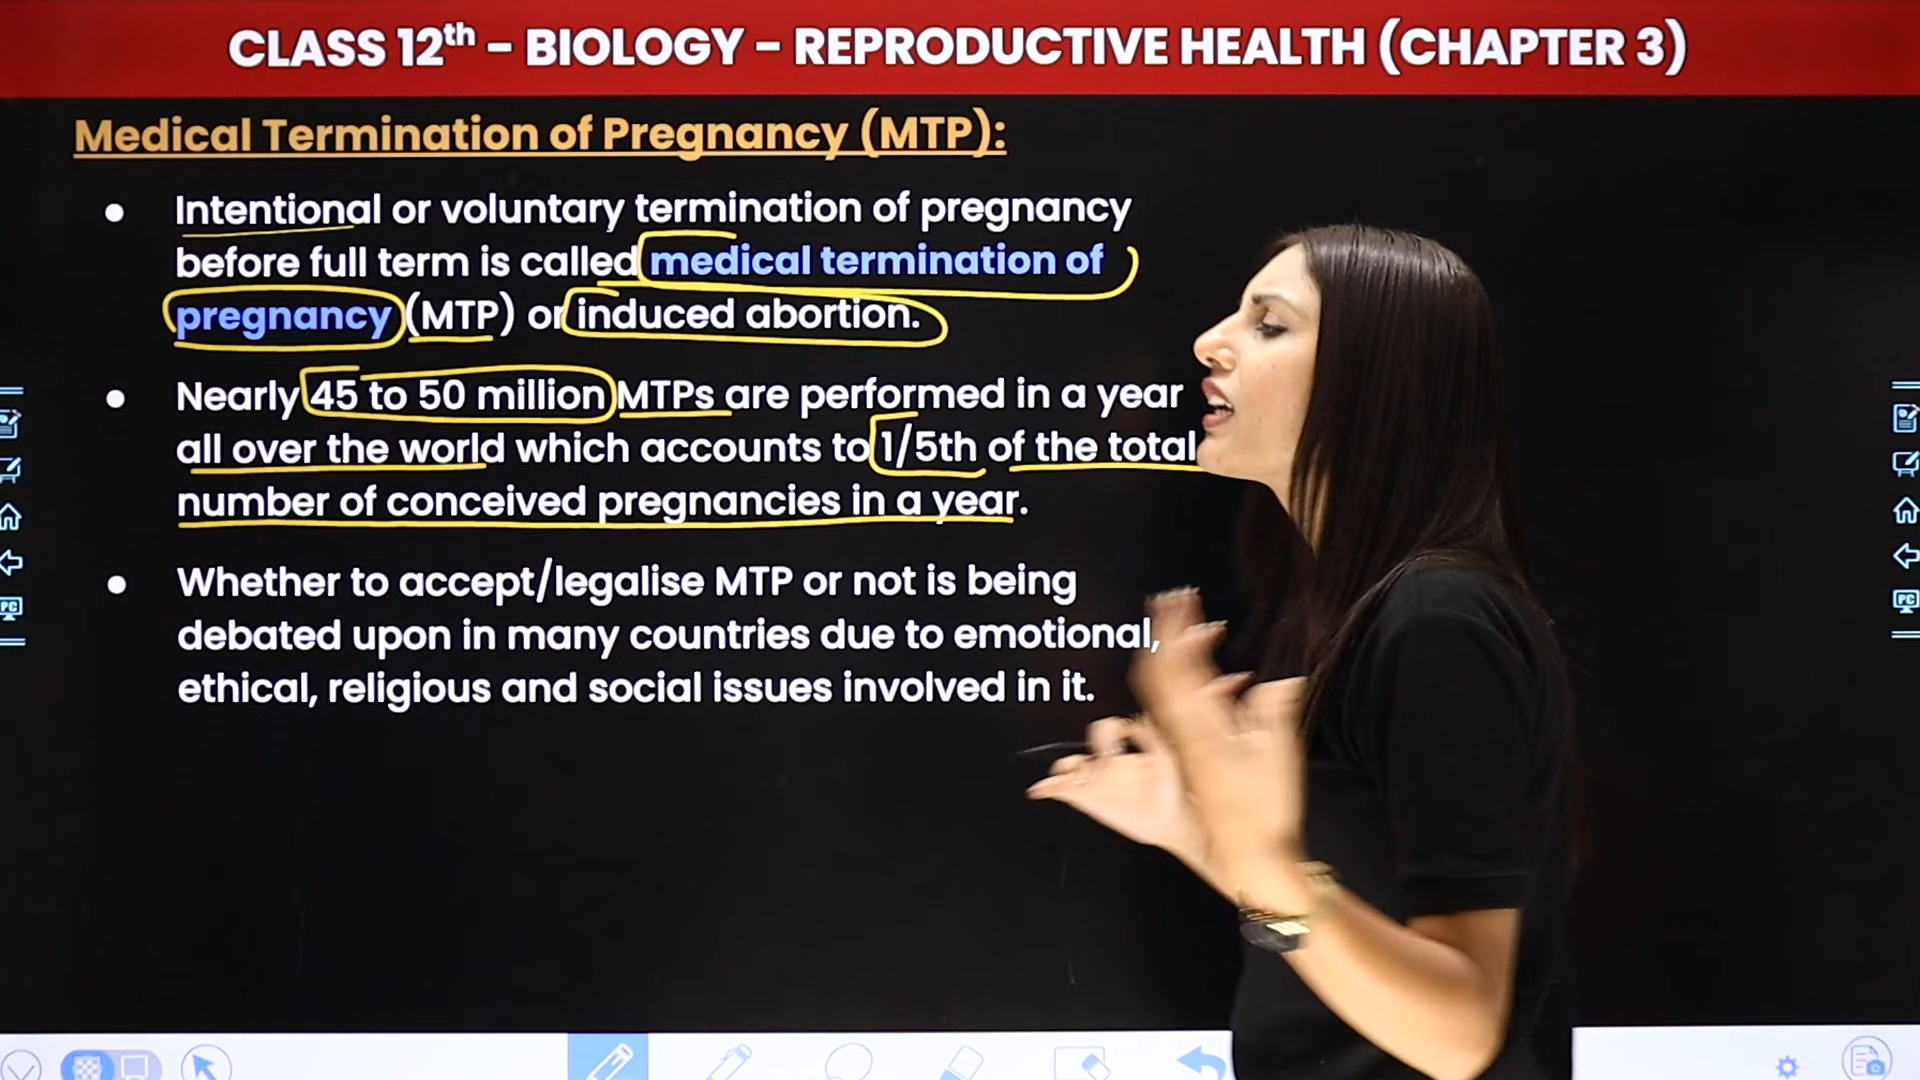 CLASS 12th – BIOLOGY – REPRODUCTIVE HEALTH (CHAPTER 3)
Medical Termination of Pregnancy (MTP):
● Intentional or voluntary termination of pregnancy
before full term is called medical termination of
pregnancy (MTP) or induced abortion.
● Nearly 45 to 50 million MTPs are performed in a year
all over the world which accounts to 1/5th of the total
number of conceived pregnancies in a year.
● Whether to accept/legalise MTP or not is being
debated upon in many countries due to emotional,
ethical, religious and social issues involved in it.
PC
PC